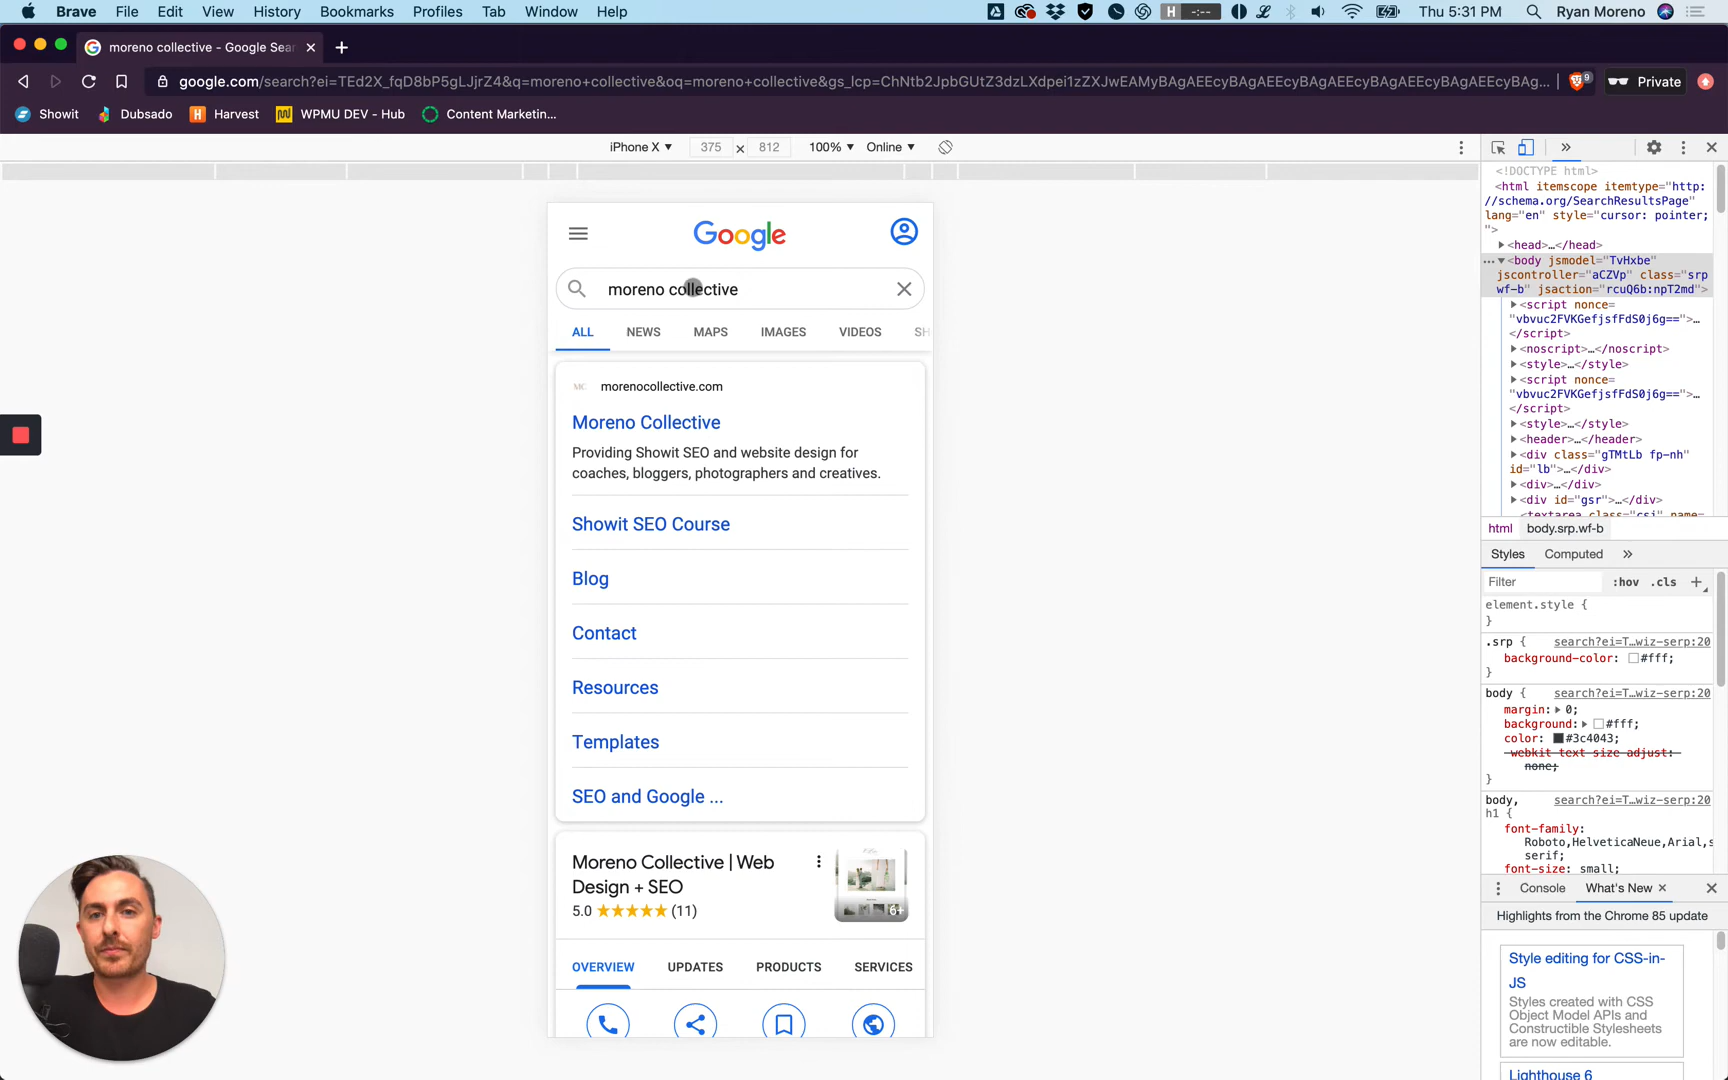 Brave File Edit View History Bookmarks Profiles Tab Window Help
H -:-- Thu 5:31 PM Ryan Moreno
moreno collective - Google Sea
google.com/search?ei=TEd2X_fqD8bP5gLJjrZ4&q=moreno+collective&oq=moreno+collective&gs_lcp=ChNtb2JpbGUtZ3dzLXdpei1zZXJwEAMyBAgAEEcyBAgAEEcyBAgAEEcyBAgAEEcyBAgAEEcyBAg...
9 Private
Showit Dubsado H Harvest WPMU DEV - Hub Content Marketin...
iPhone X ▼ 375 × 812 100% ▼ Online ▼
Google
moreno collective
ALL NEWS MAPS IMAGES VIDEOS SH
MC morenocollective.com
Moreno Collective
Providing Showit SEO and website design for
coaches, bloggers, photographers and creatives.
Showit SEO Course
Blog
Contact
Resources
Templates
SEO and Google ...
Moreno Collective | Web
Design + SEO
5.0 ★★★★★ (11)
6+
OVERVIEW UPDATES PRODUCTS SERVICES
<!DOCTYPE html>
<html itemscope itemtype="http:
//schema.org/SearchResultsPage"
lang="en" style="cursor: pointer;
">
▶<head>…</head>
…▼<body jsmodel="TvHxbe"
jscontroller="aCZVp" class="srp
wf-b" jsaction="rcuQ6b:npT2md">
▶<script nonce=
"vbvuc2FVKGefjsfFdS0j6g==">…
</script>
▶<noscript>…</noscript>
▶<style>…</style>
▶<script nonce=
"vbvuc2FVKGefjsfFdS0j6g==">…
</script>
▶<style>…</style>
▶<header>…</header>
▶<div class="gTMtLb fp-nh"
id="lb">…</div>
▶<div>…</div>
▶<div id="gsr">…</div>
<textarea class="csi" name=
html body.srp.wf-b
Styles Computed »
Filter :hov .cls +
element.style {
}
.srp { search?ei=T…wiz-serp:20
background-color: #fff;
}
body { search?ei=T…wiz-serp:20
margin:▶ 0;
background:▶ #fff;
color: #3c4043;
-webkit-text-size-adjust:
none;
}
body, search?ei=T…wiz-serp:20
h1 {
font-family:
Roboto,HelveticaNeue,Arial,s
serif;
font-size: small;
Console What's New ×
Highlights from the Chrome 85 update
Style editing for CSS-in-
JS
Styles created with CSS
Object Model APIs and
Constructible Stylesheets
are now editable.
Lighthouse 6